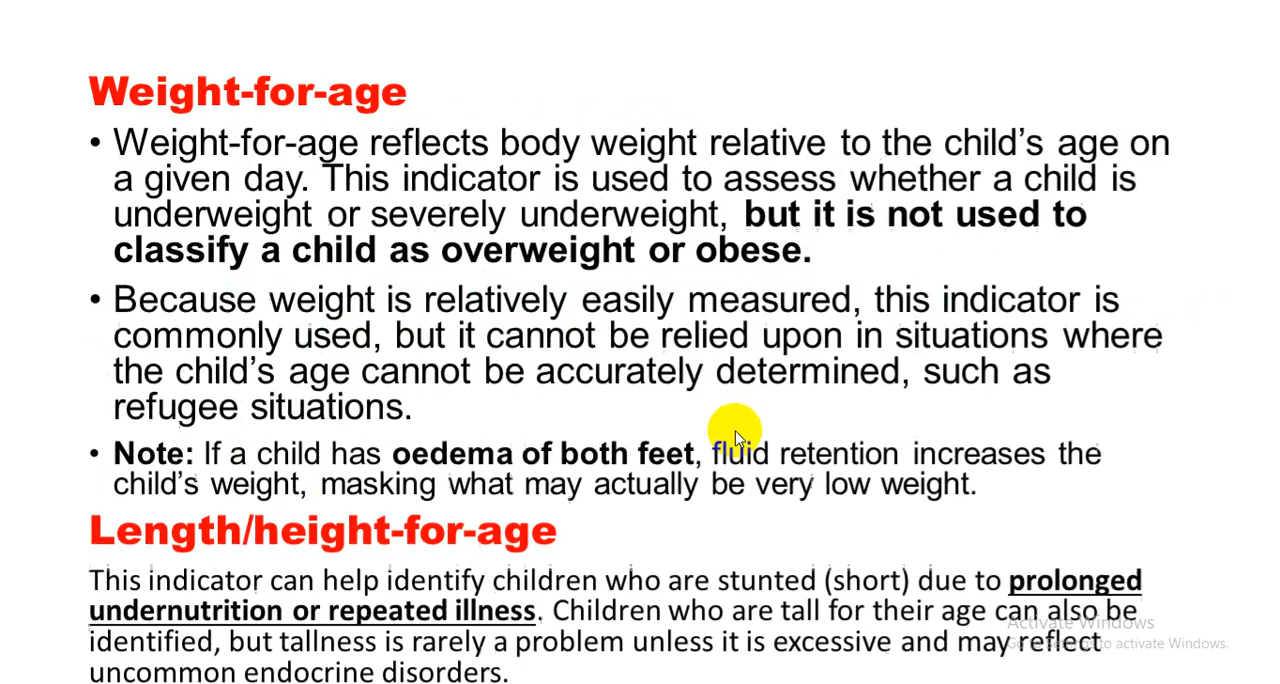 Weight-for-age
• Weight-for-age reflects body weight relative to the child's age on
a given day. This indicator is used to assess whether a child is
underweight or severely underweight, but it is not used to
classify a child as overweight or obese.
• Because weight is relatively easily measured, this indicator is
commonly used, but it cannot be relied upon in situations where
the child's age cannot be accurately determined, such as
refugee situations.
• Note: If a child has oedema of both feet, fluid retention increases the
child's weight, masking what may actually be very low weight.
Length/height-for-age
This indicator can help identify children who are stunted (short) due to prolonged
undernutrition or repeated illness. Children who are tall for their age can also be
identified, but tallness is rarely a problem unless it is excessive and may reflect
uncommon endocrine disorders.
Activate Windows
Go to Settings to activate Windows.